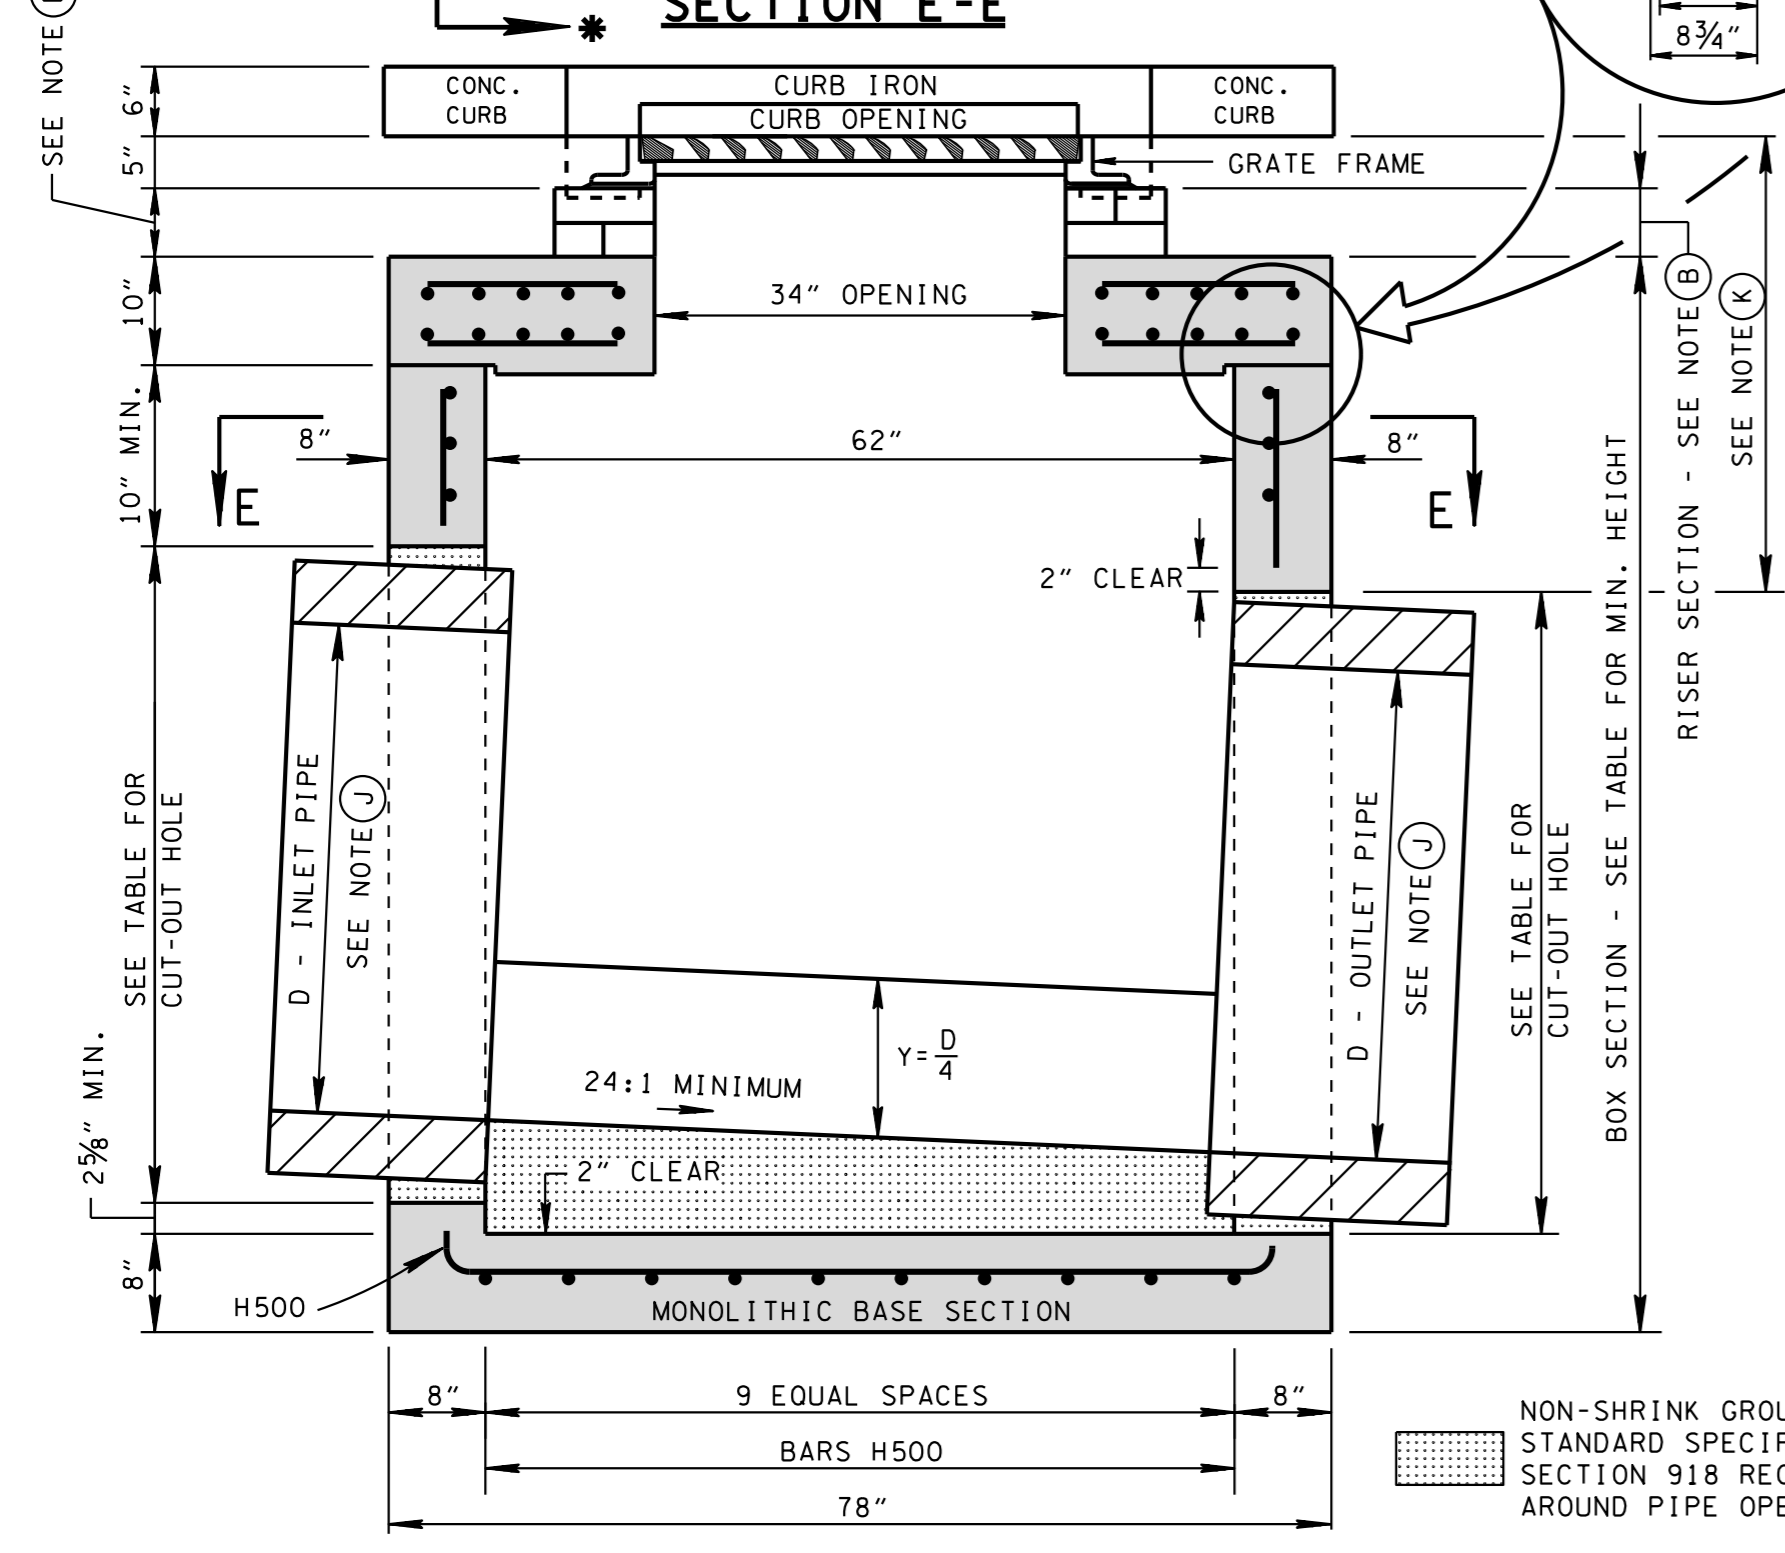 SECTION E-E
*
8¾"
SEE NOTE
6"
CONC.
CURB
CURB IRON
CURB OPENING
CONC.
CURB
5"
GRATE FRAME
10"
34" OPENING
RISER SECTION - SEE NOTE B
SEE NOTE K
10" MIN.
8"
62"
8"
E
E
2" CLEAR
BOX SECTION - SEE TABLE FOR MIN. HEIGHT
SEE TABLE FOR
CUT-OUT HOLE
D - INLET PIPE
SEE NOTE J
D - OUTLET PIPE
SEE NOTE J
SEE TABLE FOR
CUT-OUT HOLE
Y = D/4
24:1 MINIMUM
2⅝" MIN.
2" CLEAR
8"
H500
MONOLITHIC BASE SECTION
8"
9 EQUAL SPACES
8"
BARS H500
78"
NON-SHRINK GROU
STANDARD SPECIF
SECTION 918 REQ
AROUND PIPE OPE